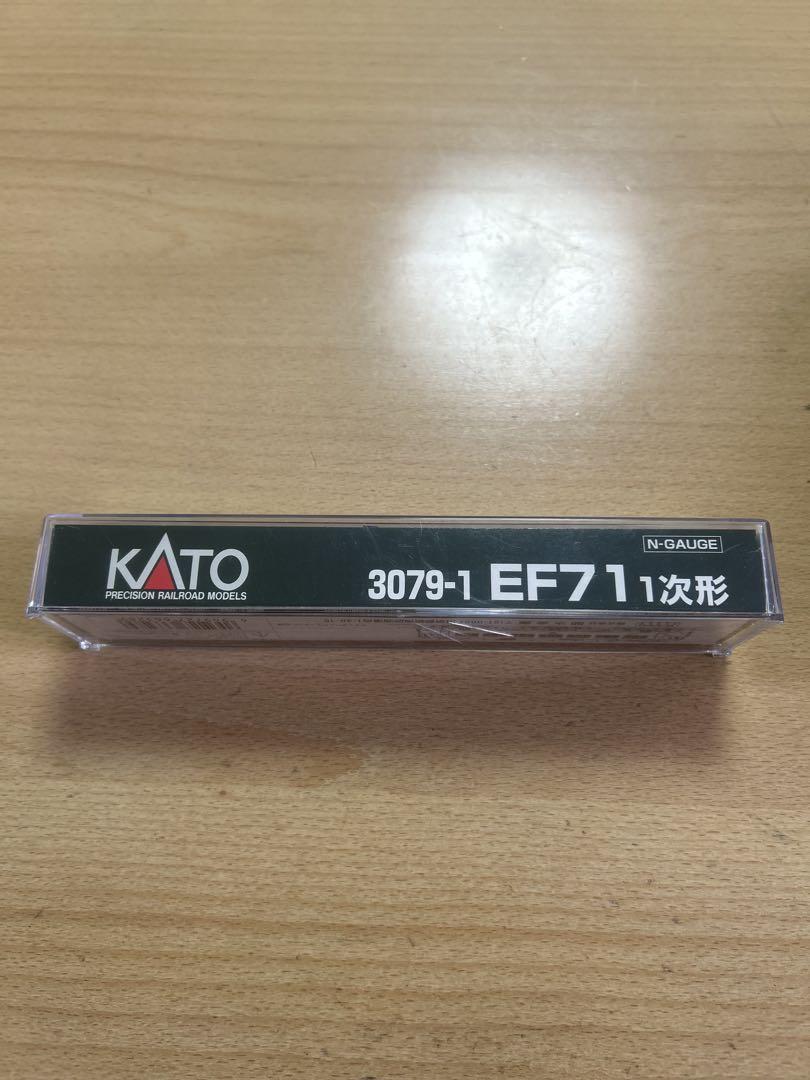 N-GAUGE
KATO
PRECISION RAILROAD MODELS
3079-1 EF71 1次形